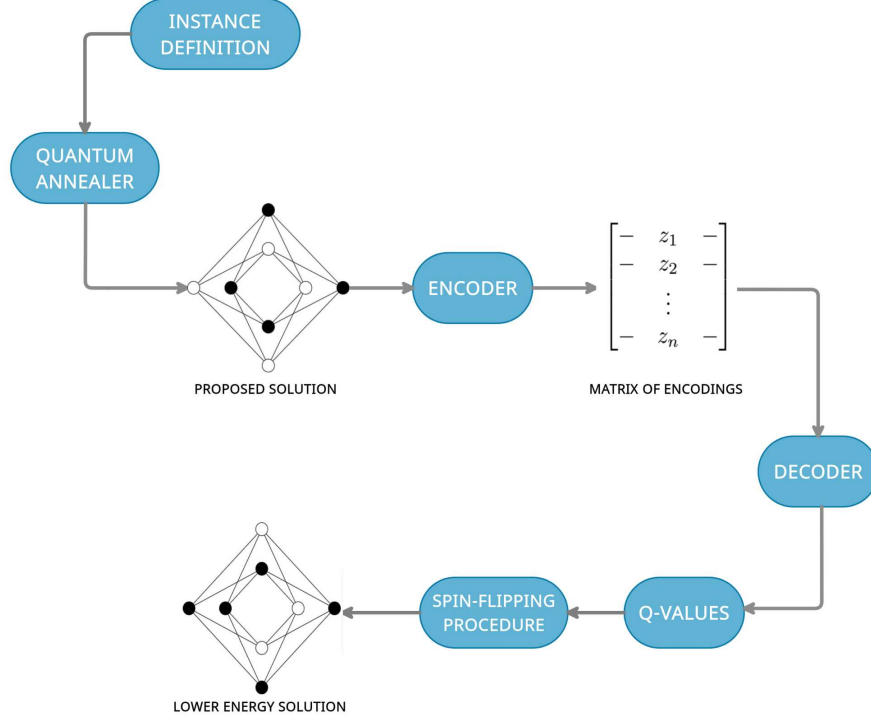 INSTANCE
DEFINITION
QUANTUM
ANNEALER
PROPOSED SOLUTION
ENCODER
− z₁ −
− z₂ −
⋮
− zₙ −
MATRIX OF ENCODINGS
DECODER
Q-VALUES
SPIN-FLIPPING
PROCEDURE
LOWER ENERGY SOLUTION